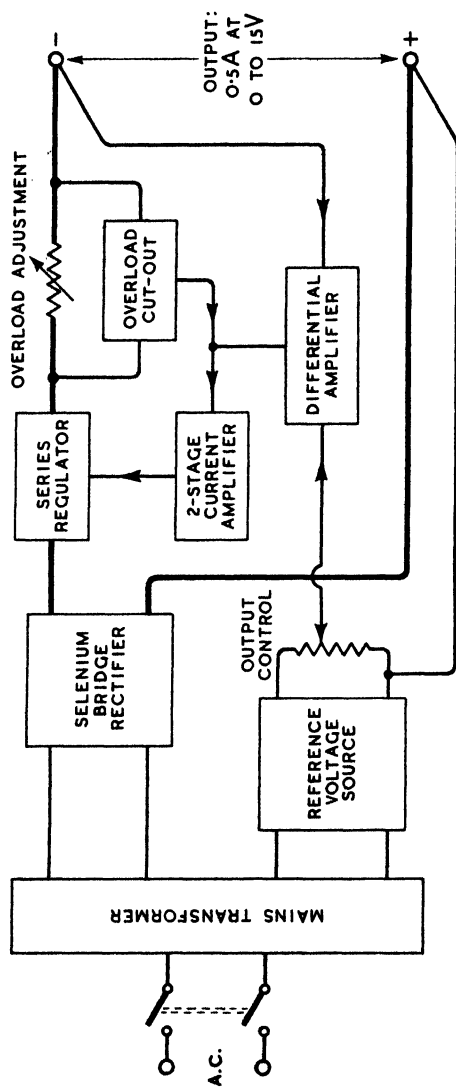 A.C.
MAINS TRANSFORMER
SELENIUM
BRIDGE
RECTIFIER
REFERENCE
VOLTAGE
SOURCE
OUTPUT
CONTROL
SERIES
REGULATOR
2-STAGE
CURRENT
AMPLIFIER
OVERLOAD ADJUSTMENT
OVERLOAD
CUT-OUT
DIFFERENTIAL
AMPLIFIER
OUTPUT:
0·5A AT
0 TO 15V
-
+